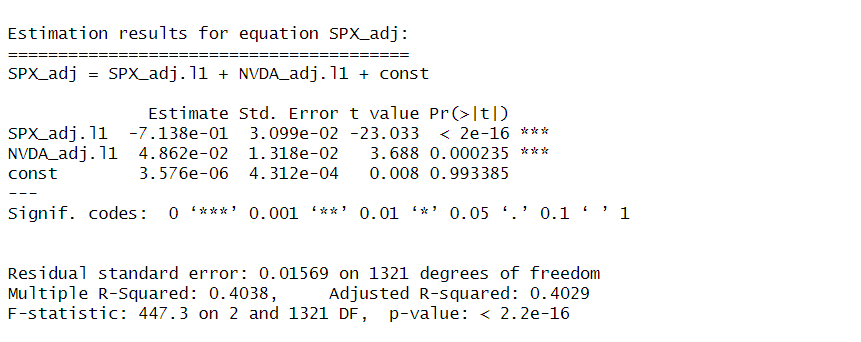 Estimation results for equation SPX_adj:
========================================
SPX_adj = SPX_adj.l1 + NVDA_adj.l1 + const
Estimate Std. Error t value Pr(>|t|)
SPX_adj.l1 -7.138e-01 3.099e-02 -23.033 < 2e-16 ***
NVDA_adj.l1 4.862e-02 1.318e-02 3.688 0.000235 ***
const 3.576e-06 4.312e-04 0.008 0.993385
---
Signif. codes: 0 ‘***’ 0.001 ‘**’ 0.01 ‘*’ 0.05 ‘.’ 0.1 ‘ ’ 1
Residual standard error: 0.01569 on 1321 degrees of freedom
Multiple R-Squared: 0.4038, Adjusted R-squared: 0.4029
F-statistic: 447.3 on 2 and 1321 DF, p-value: < 2.2e-16